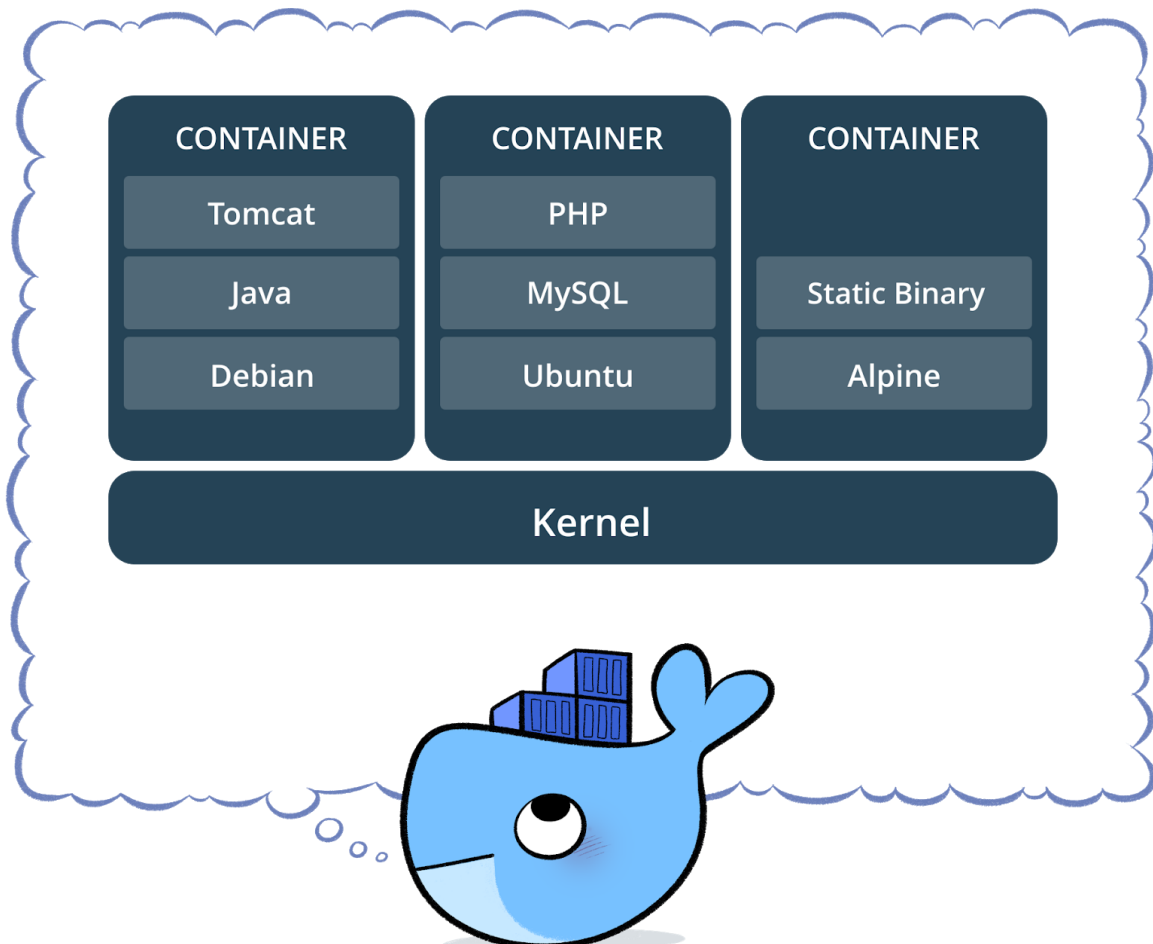 CONTAINER
Tomcat
Java
Debian
CONTAINER
PHP
MySQL
Ubuntu
CONTAINER
Static Binary
Alpine
Kernel